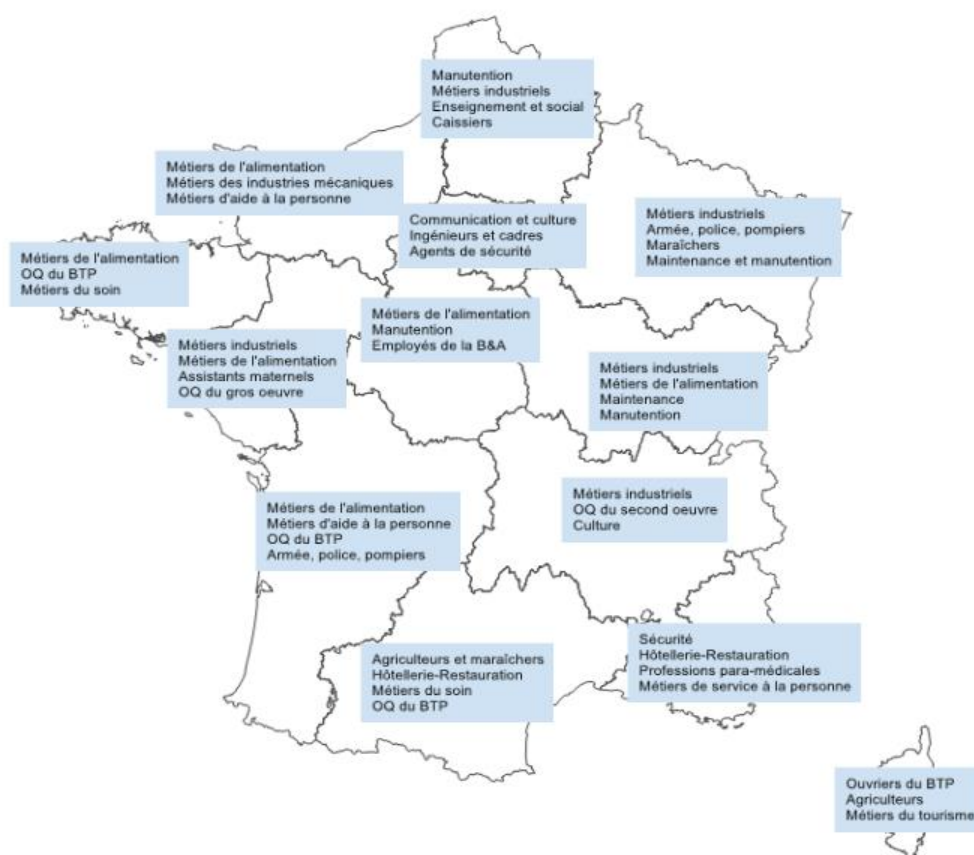 Manutention
Métiers industriels
Enseignement et social
Caissiers
Métiers de l'alimentation
Métiers des industries mécaniques
Métiers d'aide à la personne
Communication et culture
Ingénieurs et cadres
Agents de sécurité
Métiers industriels
Armée, police, pompiers
Maraîchers
Maintenance et manutention
Métiers de l'alimentation
OQ du BTP
Métiers du soin
Métiers de l'alimentation
Manutention
Employés de la B&A
Métiers industriels
Métiers de l'alimentation
Assistants maternels
OQ du gros oeuvre
Métiers industriels
Métiers de l'alimentation
Maintenance
Manutention
Métiers de l'alimentation
Métiers d'aide à la personne
OQ du BTP
Armée, police, pompiers
Métiers industriels
OQ du second oeuvre
Culture
Agriculteurs et maraîchers
Hôtellerie-Restauration
Métiers du soin
OQ du BTP
Sécurité
Hôtellerie-Restauration
Professions para-médicales
Métiers de service à la personne
Ouvriers du BTP
Agriculteurs
Métiers du tourisme